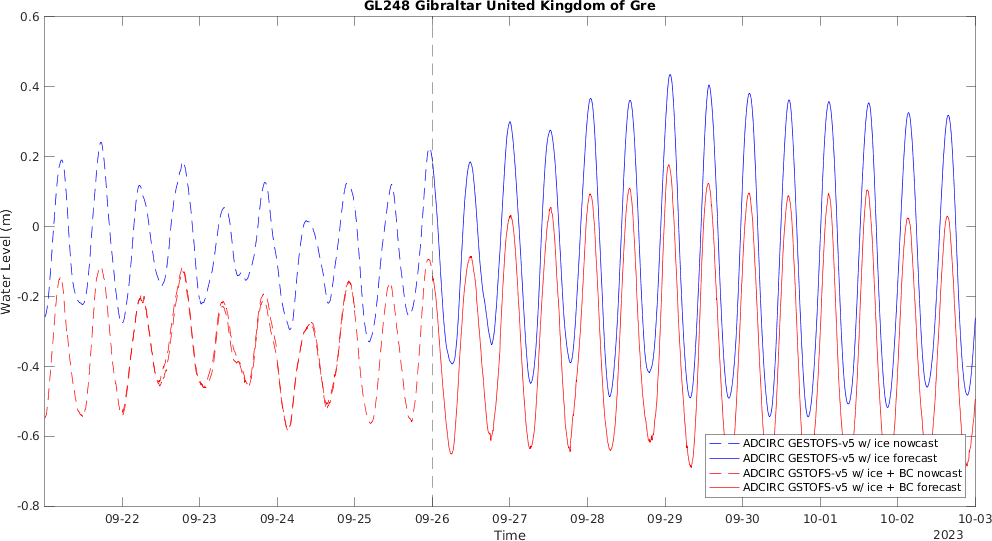 GL248 Gibraltar United Kingdom of Gre
0.6
0.4
0.2
0
-0.2
-0.4
-0.6
-0.8
Water Level (m)
ADCIRC GESTOFS-v5 w/ ice nowcast
ADCIRC GESTOFS-v5 w/ ice forecast
ADCIRC GSTOFS-v5 w/ ice + BC nowcast
ADCIRC GSTOFS-v5 w/ ice + BC forecast
09-22 09-23 09-24 09-25 09-26 09-27 09-28 09-29 09-30 10-01 10-02 10-03
Time
2023